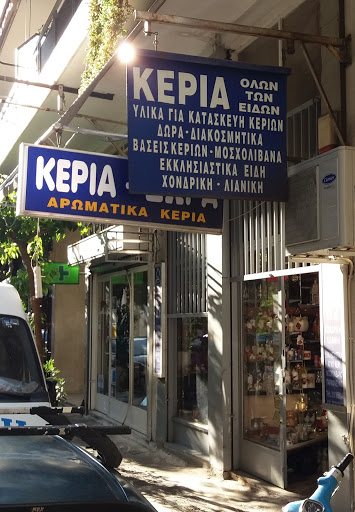 ΚΕΡΙΑ ΟΛΩΝ ΤΩΝ ΕΙΔΩΝ
ΥΛΙΚΑ ΓΙΑ ΚΑΤΑΣΚΕΥΗ ΚΕΡΙΩΝ
ΔΩΡΑ-ΔΙΑΚΟΣΜΗΤΙΚΑ
ΒΑΣΕΙΣ ΚΕΡΙΩΝ-ΜΟΣΧΟΛΙΒΑΝΑ
ΕΚΚΛΗΣΙΑΣΤΙΚΑ ΕΙΔΗ
ΧΟΝΔΡΙΚΗ-ΛΙΑΝΙΚΗ
ΚΕΡΙΑ -
ΑΡΩΜΑΤΙΚΑ ΚΕΡΙΑ